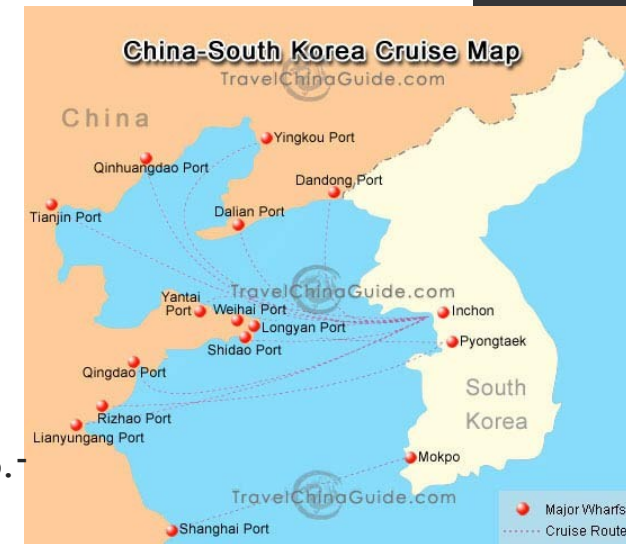 China-South Korea Cruise Map
TravelChinaGuide.com
China
Yingkou Port
Qinhuangdao Port
Dandong Port
Tianjin Port
Dalian Port
TravelChinaGuide.com
Yantai
Port
Weihai Port
Inchon
Longyan Port
Shidao Port
Pyongtaek
Qingdao Port
South
Korea
Rizhao Port
Lianyungang Port
Mokpo
TravelChinaGuide.com
Major Wharfs
Shanghai Port
Cruise Route